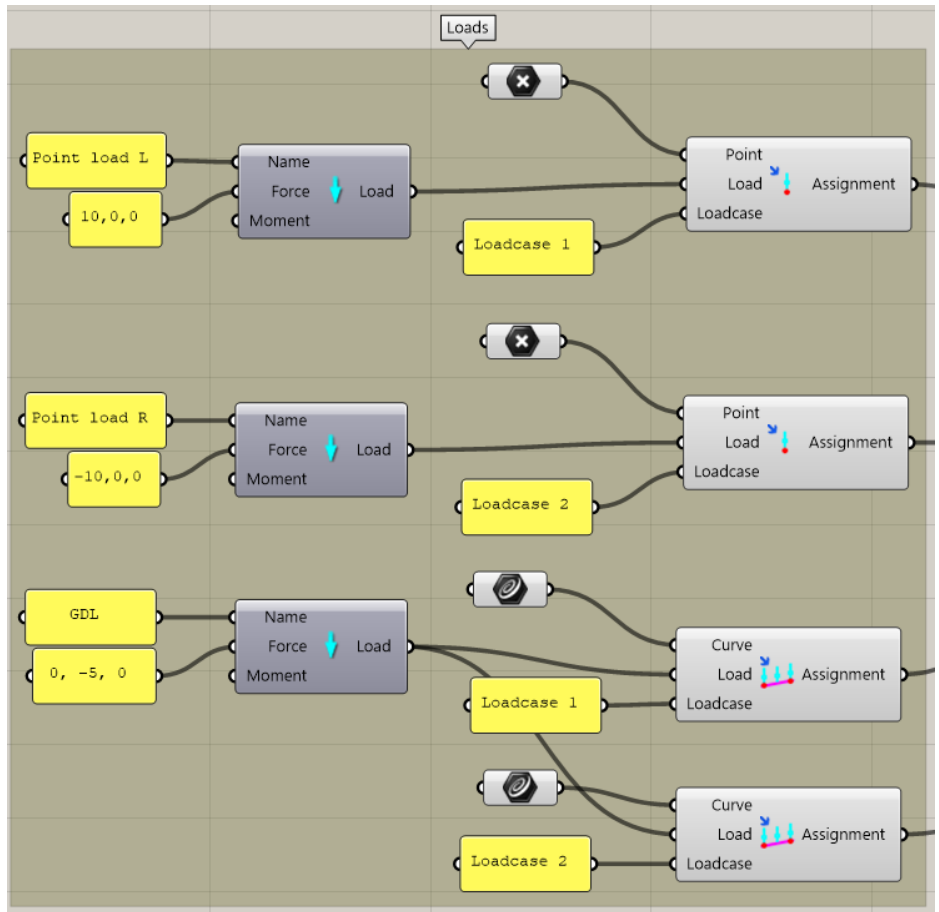 Loads
Point load L
10,0,0
Name
Force
Load
Moment
Point
Load
Assignment
Loadcase
Loadcase 1
Point load R
-10,0,0
Name
Force
Load
Moment
Point
Load
Assignment
Loadcase
Loadcase 2
GDL
0, -5, 0
Name
Force
Load
Moment
Curve
Load
Assignment
Loadcase
Loadcase 1
Curve
Load
Assignment
Loadcase
Loadcase 2